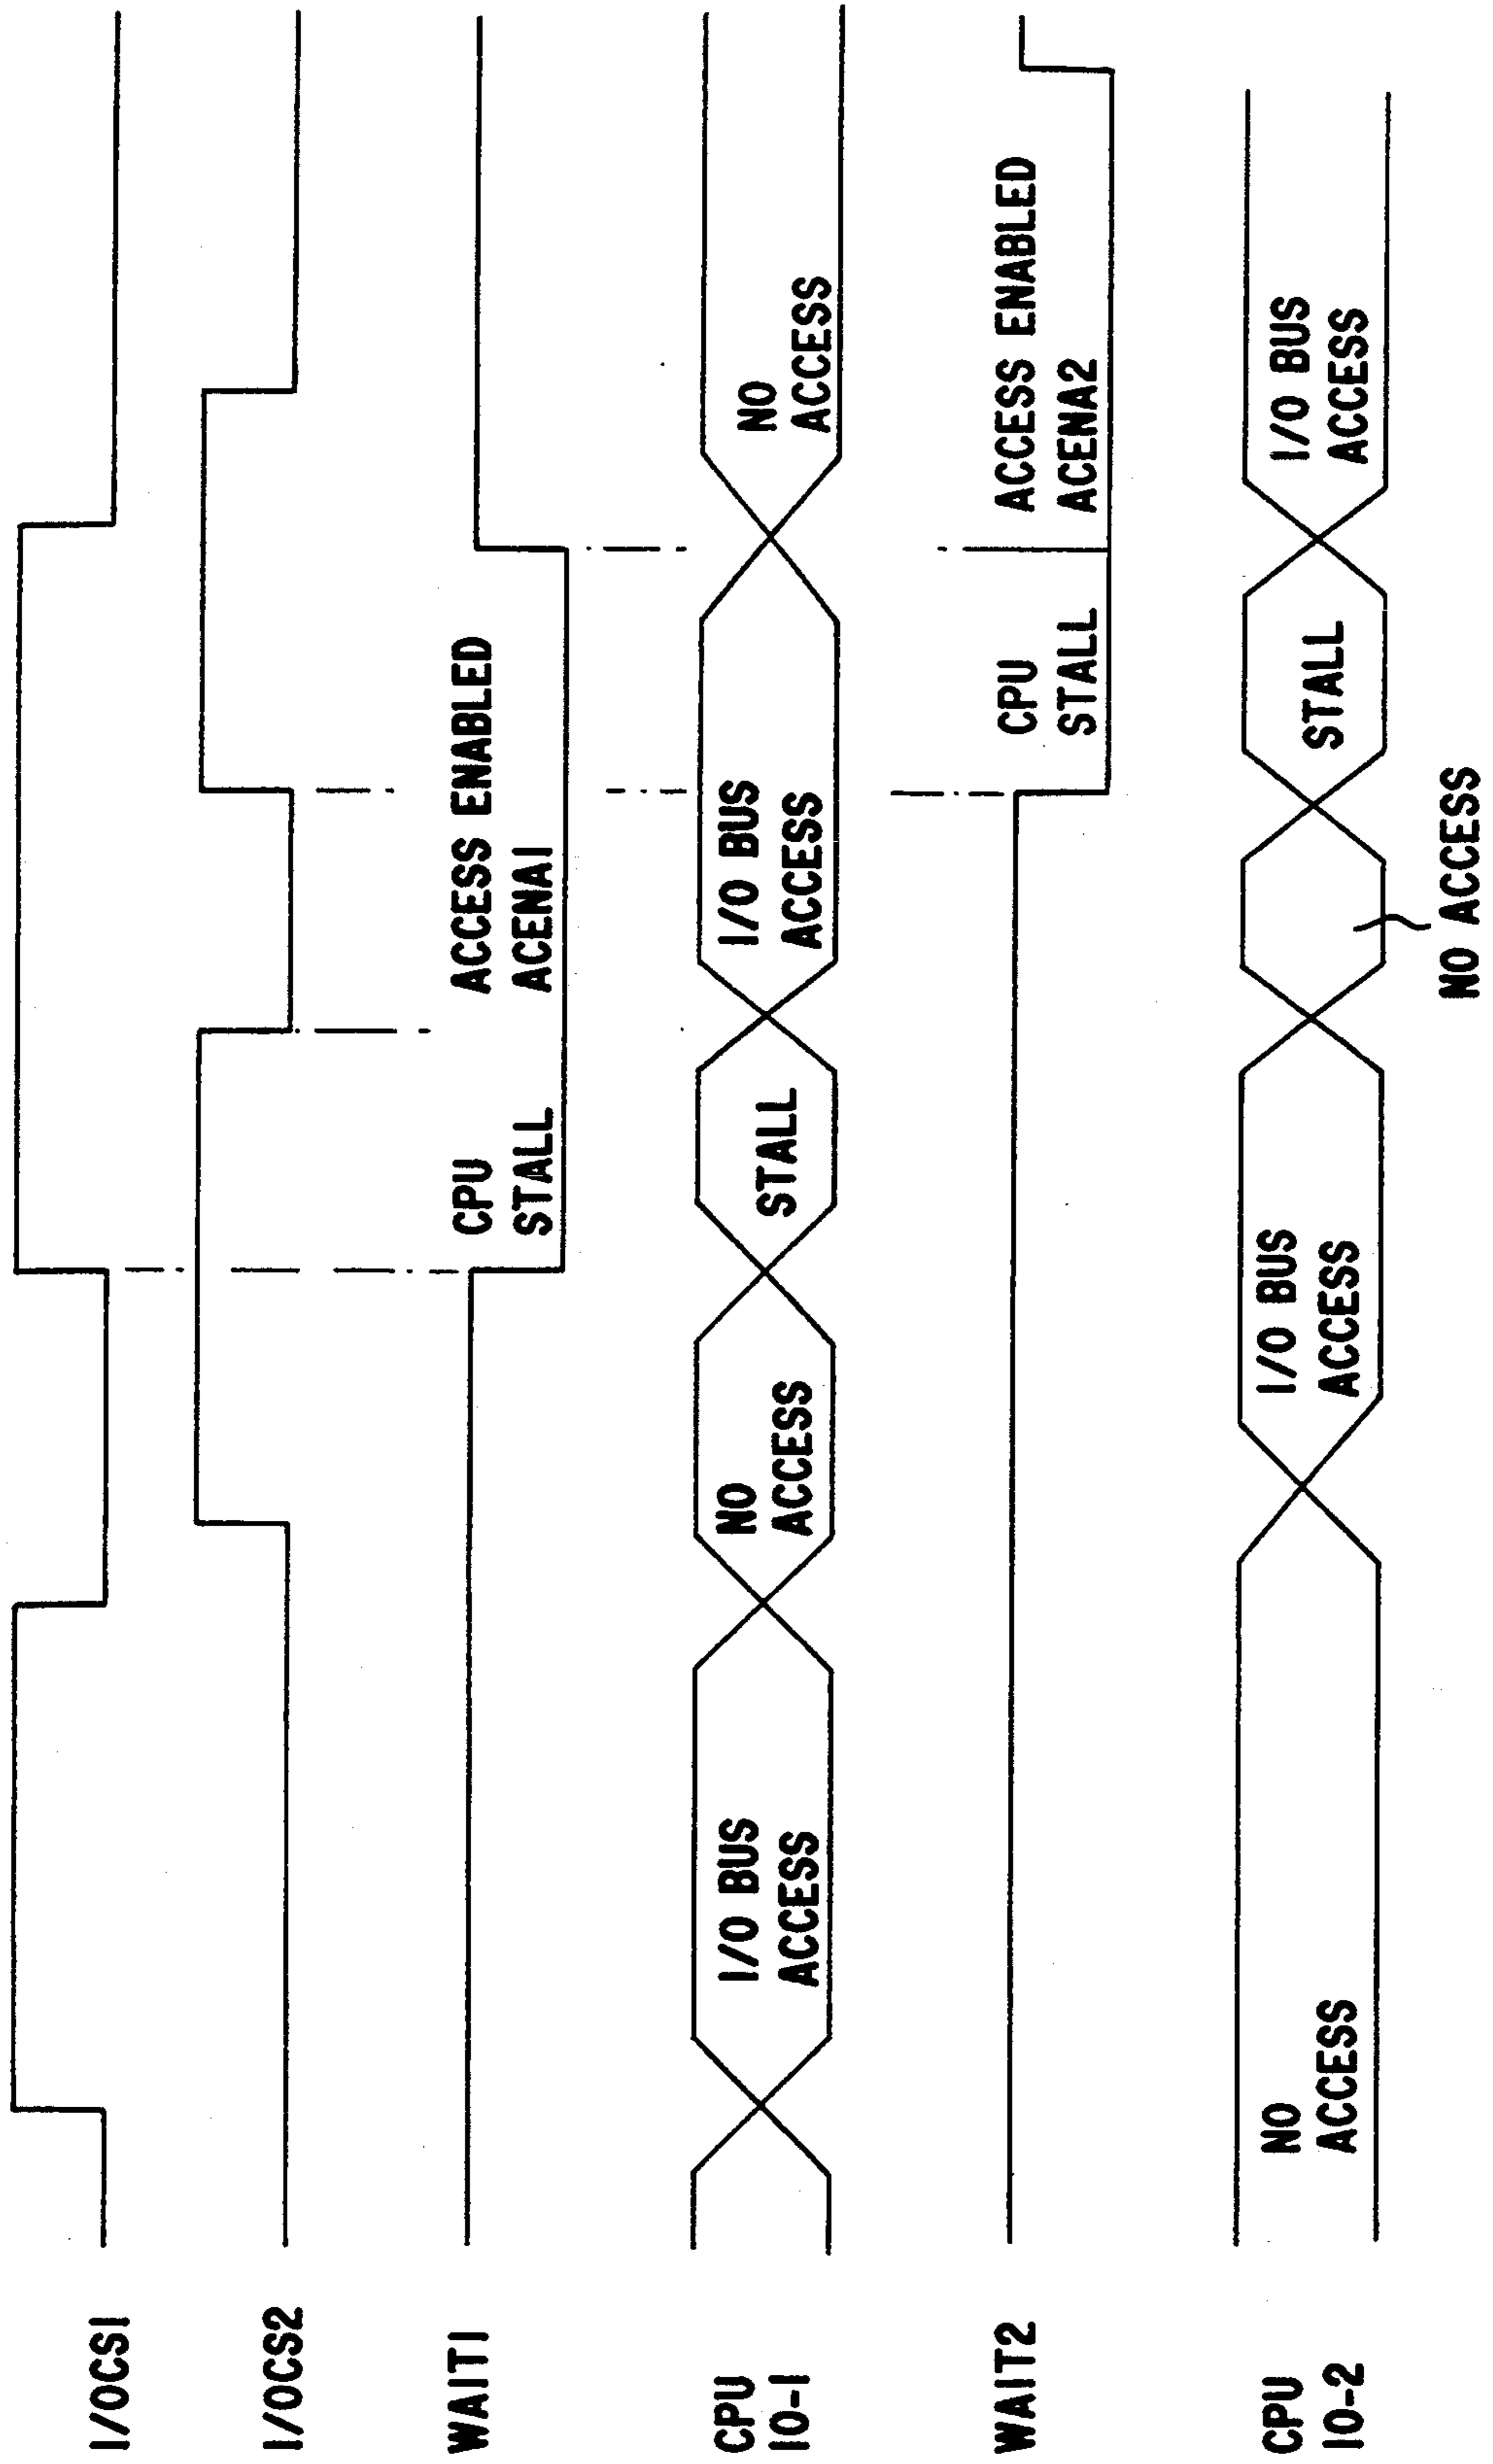 I/OCS1
I/OCS2
WAIT1
CPU
STALL
ACCESS ENABLED
ACENA1
CPU
10-1
I/O BUS
ACCESS
NO
ACCESS
STALL
I/O BUS
ACCESS
NO
ACCESS
WAIT2
CPU
STALL
ACCESS ENABLED
ACENA2
CPU
10-2
NO
ACCESS
I/O BUS
ACCESS
NO ACCESS
STALL
I/O BUS
ACCESS